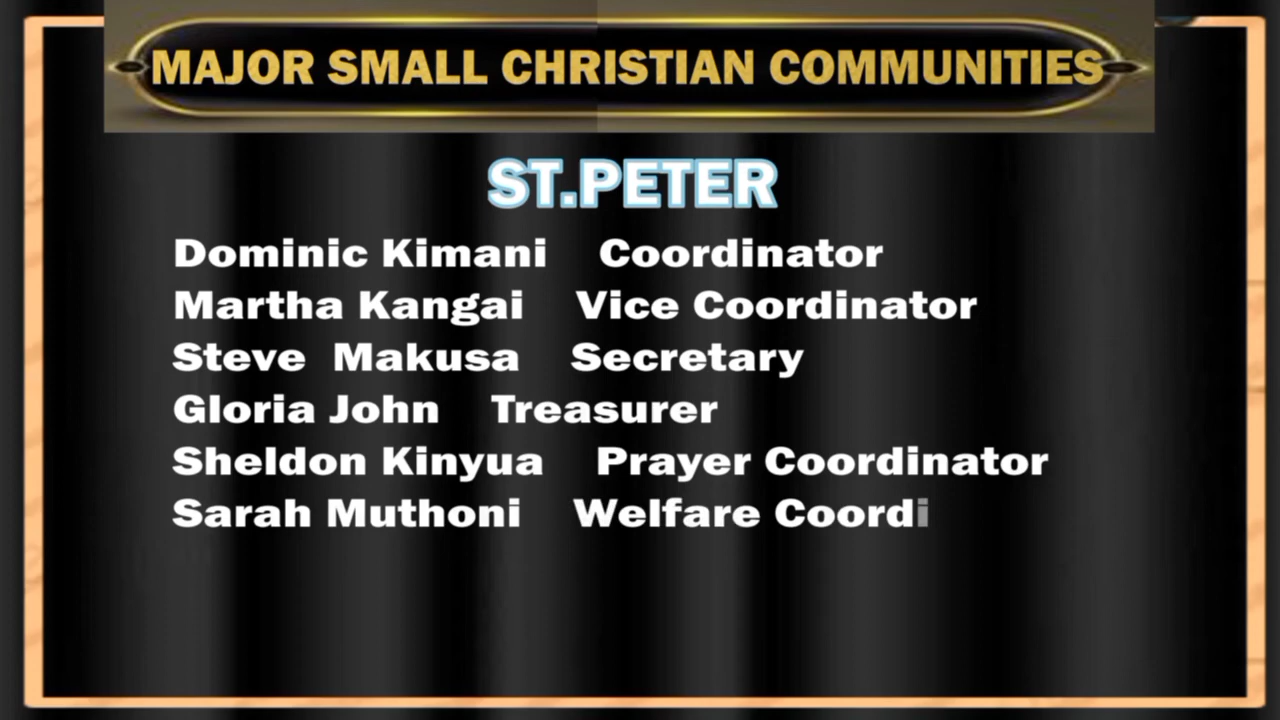 MAJOR SMALL CHRISTIAN COMMUNITIES
ST.PETER
Dominic Kimani Coordinator
Martha Kangai Vice Coordinator
Steve Makusa Secretary
Gloria John Treasurer
Sheldon Kinyua Prayer Coordinator
Sarah Muthoni Welfare Coordi